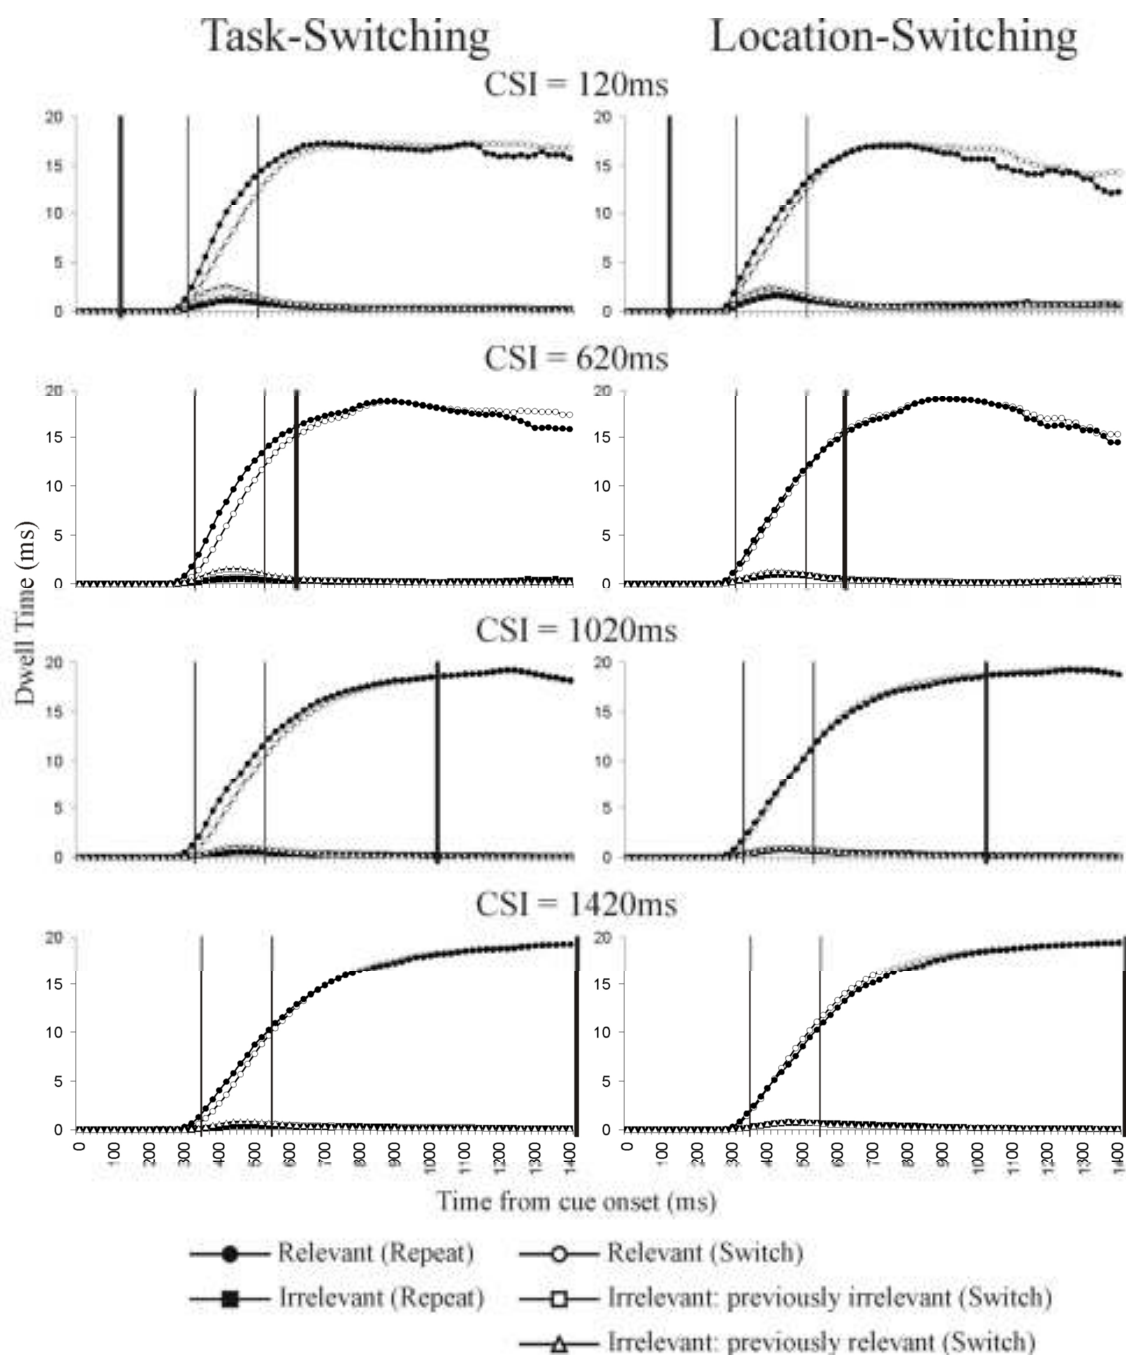 Task-Switching Location-Switching
CSI = 120ms
20 20
15 15
10 10
5 5
0 0
CSI = 620ms
20 20
15 15
10 10
5 5
0 0
CSI = 1020ms
20 20
15 15
10 10
5 5
0 0
CSI = 1420ms
20 20
15 15
10 10
5 5
0 0
Dwell Time (ms)
0 100 200 300 400 500 600 700 800 900 1000 1100 1200 1300 1400 0 100 200 300 400 500 600 700 800 900 1000 1100 1200 1300 1400
Time from cue onset (ms)
Relevant (Repeat) Relevant (Switch)
Irrelevant (Repeat) Irrelevant: previously irrelevant (Switch)
Irrelevant: previously relevant (Switch)